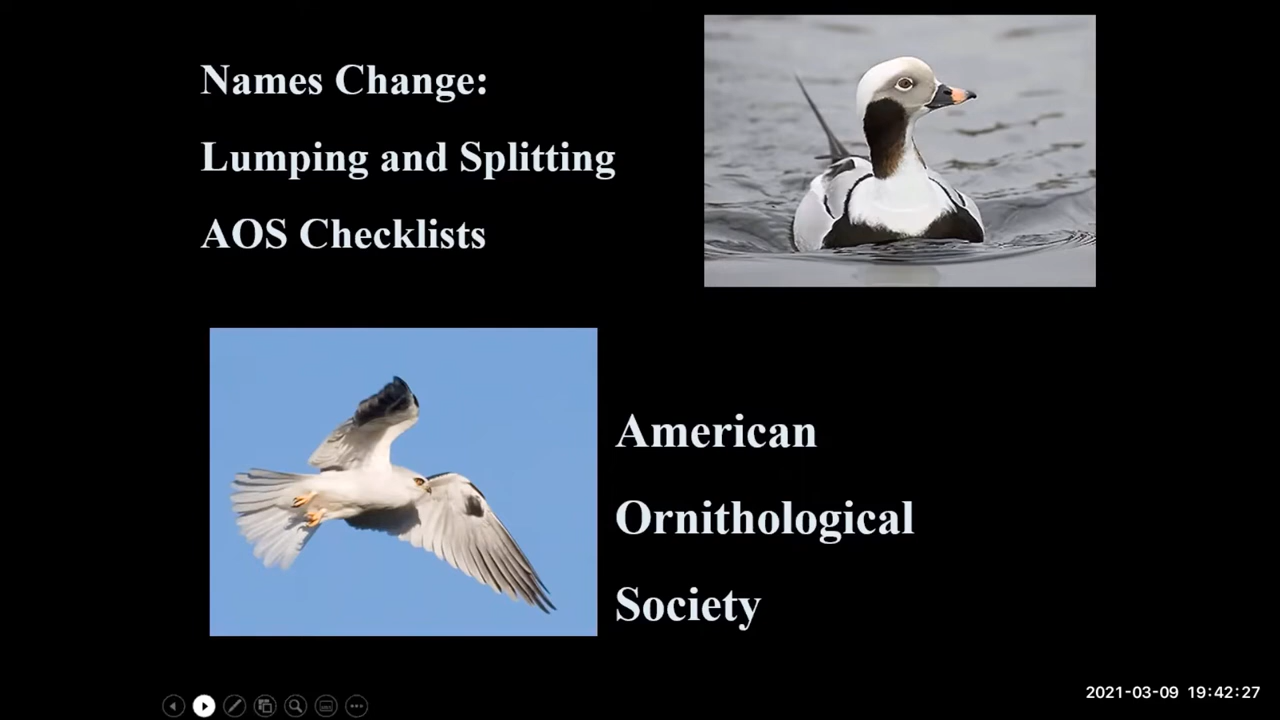 Names Change:
Lumping and Splitting
AOS Checklists
American
Ornithological
Society
2021-03-09 19:42:27